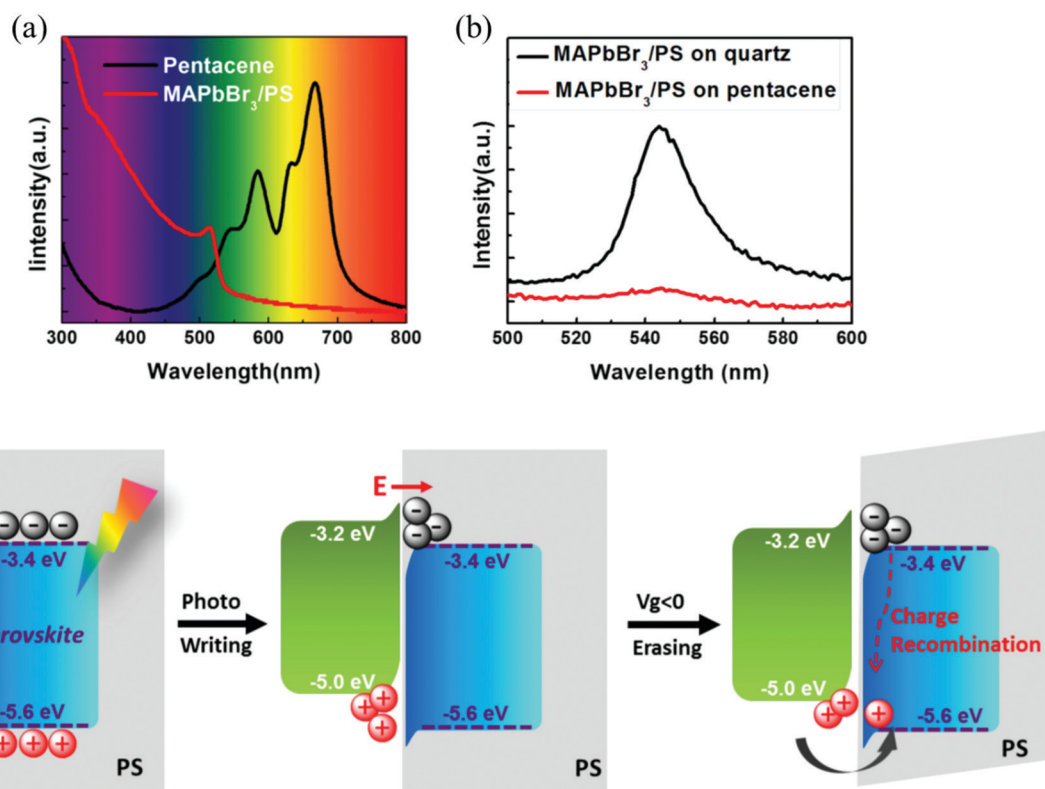 (a)
Pentacene
MAPbBr₃/PS
Iintensity(a.u.)
300 400 500 600 700 800
Wavelength(nm)
(b)
MAPbBr₃/PS on quartz
MAPbBr₃/PS on pentacene
Intensity(a.u.)
500 520 540 560 580 600
Wavelength (nm)
-3.4 eV
rovskite
-5.6 eV
PS
Photo
Writing
E
-3.2 eV
-3.4 eV
-5.0 eV
-5.6 eV
PS
Vg<0
Erasing
-3.2 eV
-3.4 eV
Charge
Recombination
-5.0 eV
-5.6 eV
PS